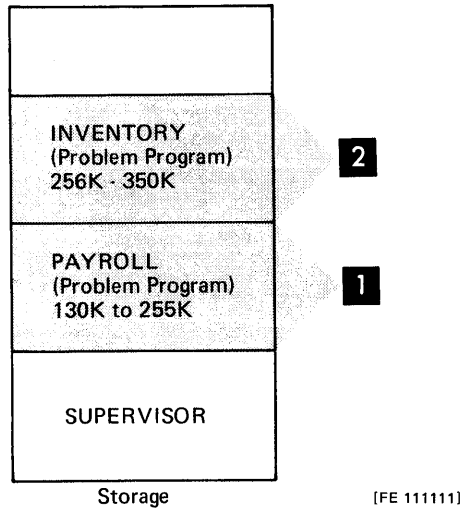 INVENTORY
(Problem Program)
256K - 350K
2
PAYROLL
(Problem Program)
130K to 255K
1
SUPERVISOR
Storage
[FE 111111]